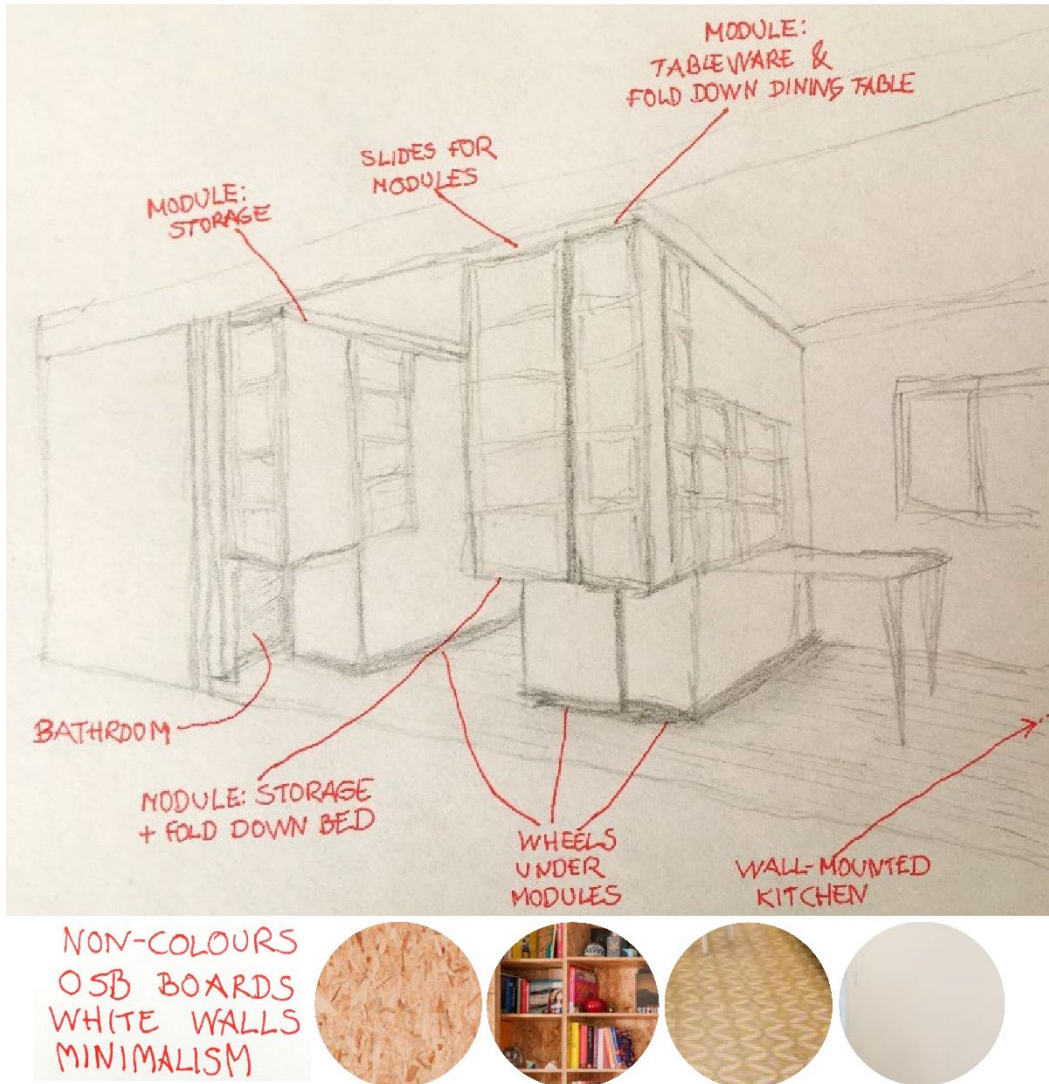 MODULE:
TABLEWARE &
FOLD DOWN DINING TABLE
SLIDES FOR
MODULES
MODULE:
STORAGE
BATHROOM
MODULE: STORAGE
+ FOLD DOWN BED
WHEELS
UNDER
MODULES
WALL-MOUNTED
KITCHEN
NON-COLOURS
OSB BOARDS
WHITE WALLS
MINIMALISM